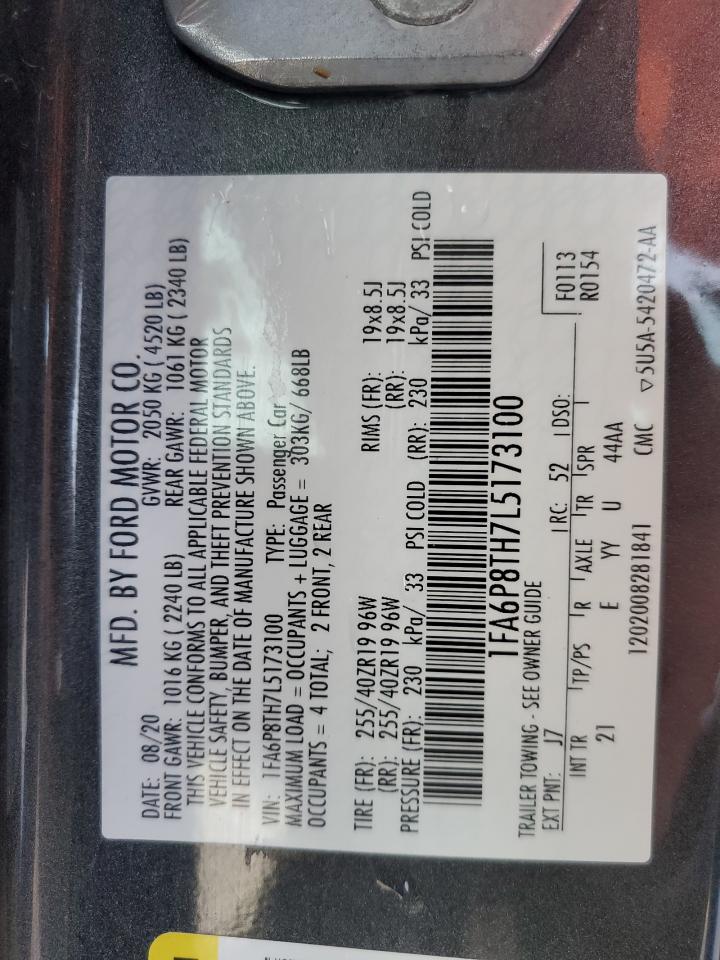 MFD. BY FORD MOTOR CO.
DATE: 08/20 GVWR: 2050 KG ( 4520 LB)
FRONT GAWR: 1016 KG ( 2240 LB) REAR GAWR: 1061 KG ( 2340 LB)
THIS VEHICLE CONFORMS TO ALL APPLICABLE FEDERAL MOTOR
VEHICLE SAFETY, BUMPER, AND THEFT PREVENTION STANDARDS
IN EFFECT ON THE DATE OF MANUFACTURE SHOWN ABOVE.
VIN: 1FA6P8TH7L5173100 TYPE: Passenger Car
MAXIMUM LOAD = OCCUPANTS + LUGGAGE = 303KG/ 668LB
OCCUPANTS = 4 TOTAL; 2 FRONT, 2 REAR
TIRE (FR): 255/40ZR19 96W RIMS (FR): 19x8.5J
(RR): 255/40ZR19 96W (RR): 19x8.5J
PRESSURE (FR): 230 kPa/ 33 PSI COLD (RR): 230 kPa/ 33 PSI COLD
1FA6P8TH7L5173100
TRAILER TOWING - SEE OWNER GUIDE
EXT PNT: J7 RC: 52 DSO: F0113
INT TR TP/PS R AXLE TR SPR R0154
21 E YY U 44AA
1202008281841 CMC ▽5U5A-5420472-AA